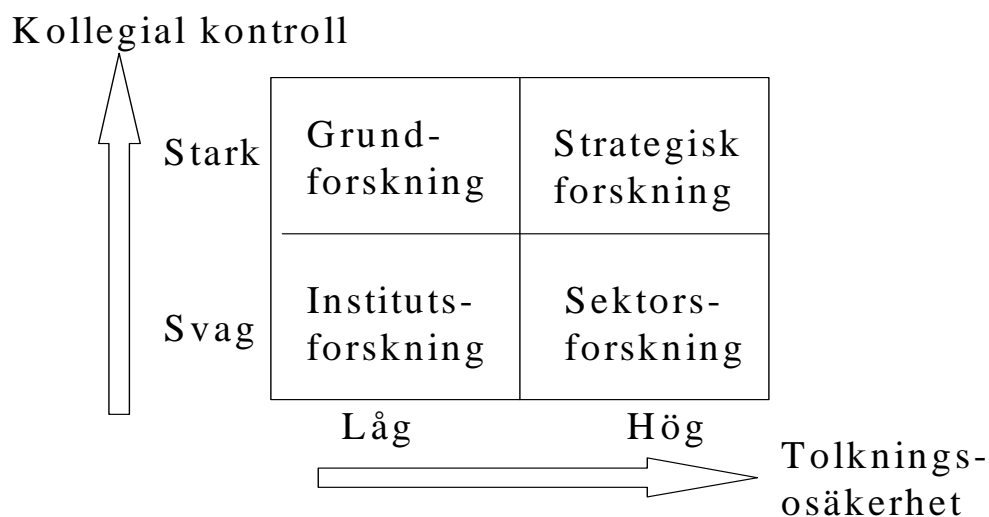 Kollegial kontroll
Stark
Grund-
forskning
Strategisk
forskning
Svag
Instituts-
forskning
Sektors-
forskning
Låg
Hög
Tolknings-
osäkerhet